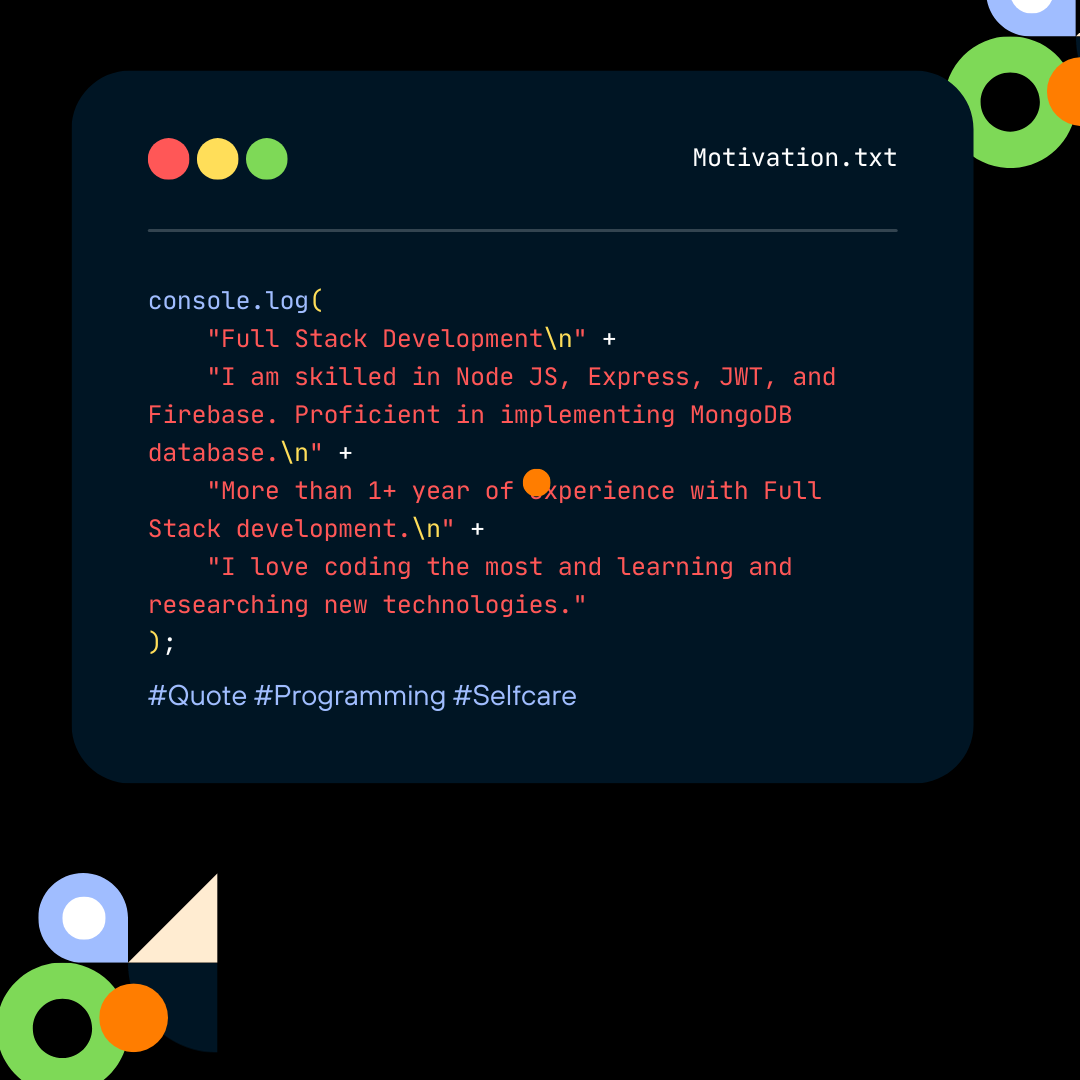 Motivation.txt
console.log(
"Full Stack Development\n" +
"I am skilled in Node JS, Express, JWT, and
Firebase. Proficient in implementing MongoDB
database.\n" +
"More than 1+ year of experience with Full
Stack development.\n" +
"I love coding the most and learning and
researching new technologies."
);
#Quote #Programming #Selfcare